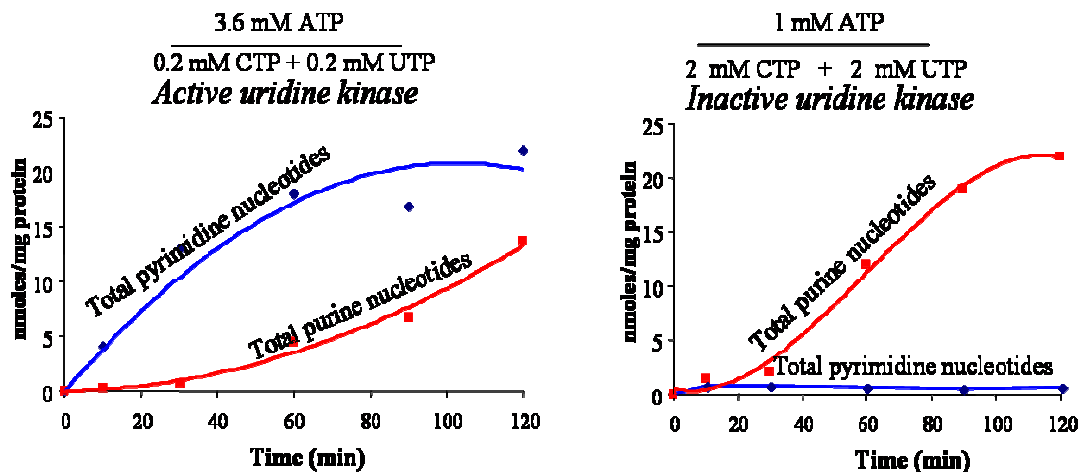 3.6 mM ATP
0.2 mM CTP + 0.2 mM UTP
Active uridine kinase
25
20
15
10
5
0
nmoles/mg protein
Total pyrimidine nucleotides
Total purine nucleotides
0 20 40 60 80 100 120
Time (min)
1 mM ATP
2 mM CTP + 2 mM UTP
Inactive uridine kinase
25
20
15
10
5
0
nmoles/mg protein
Total purine nucleotides
Total pyrimidine nucleotides
0 20 40 60 80 100 120
Time (min)